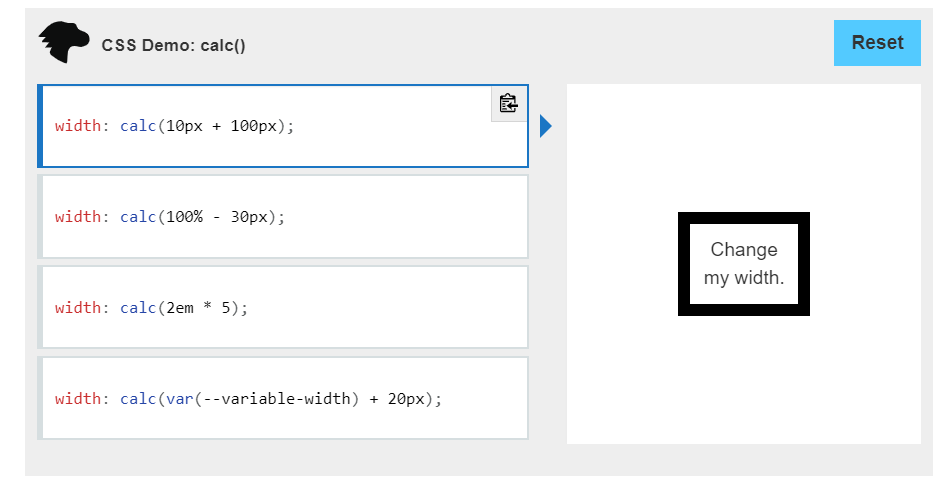 CSS Demo: calc()
Reset
width: calc(10px + 100px);
width: calc(100% - 30px);
width: calc(2em * 5);
width: calc(var(--variable-width) + 20px);
Change
my width.